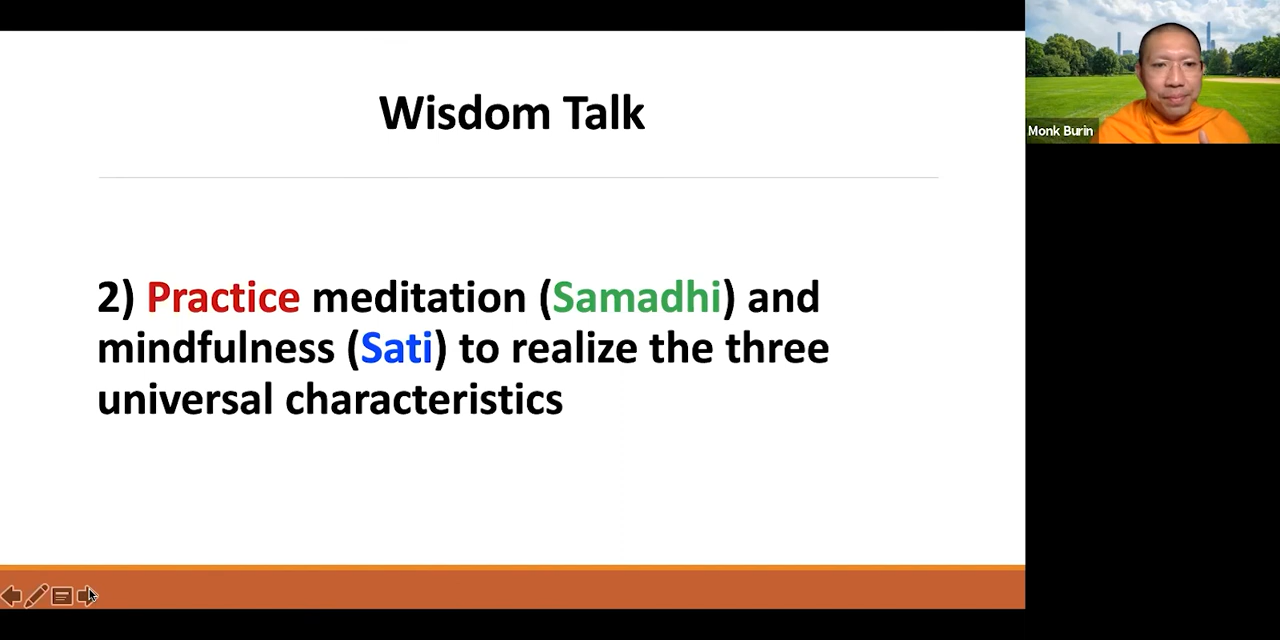 Wisdom Talk
2) Practice meditation (Samadhi) and
mindfulness (Sati) to realize the three
universal characteristics
Monk Burin